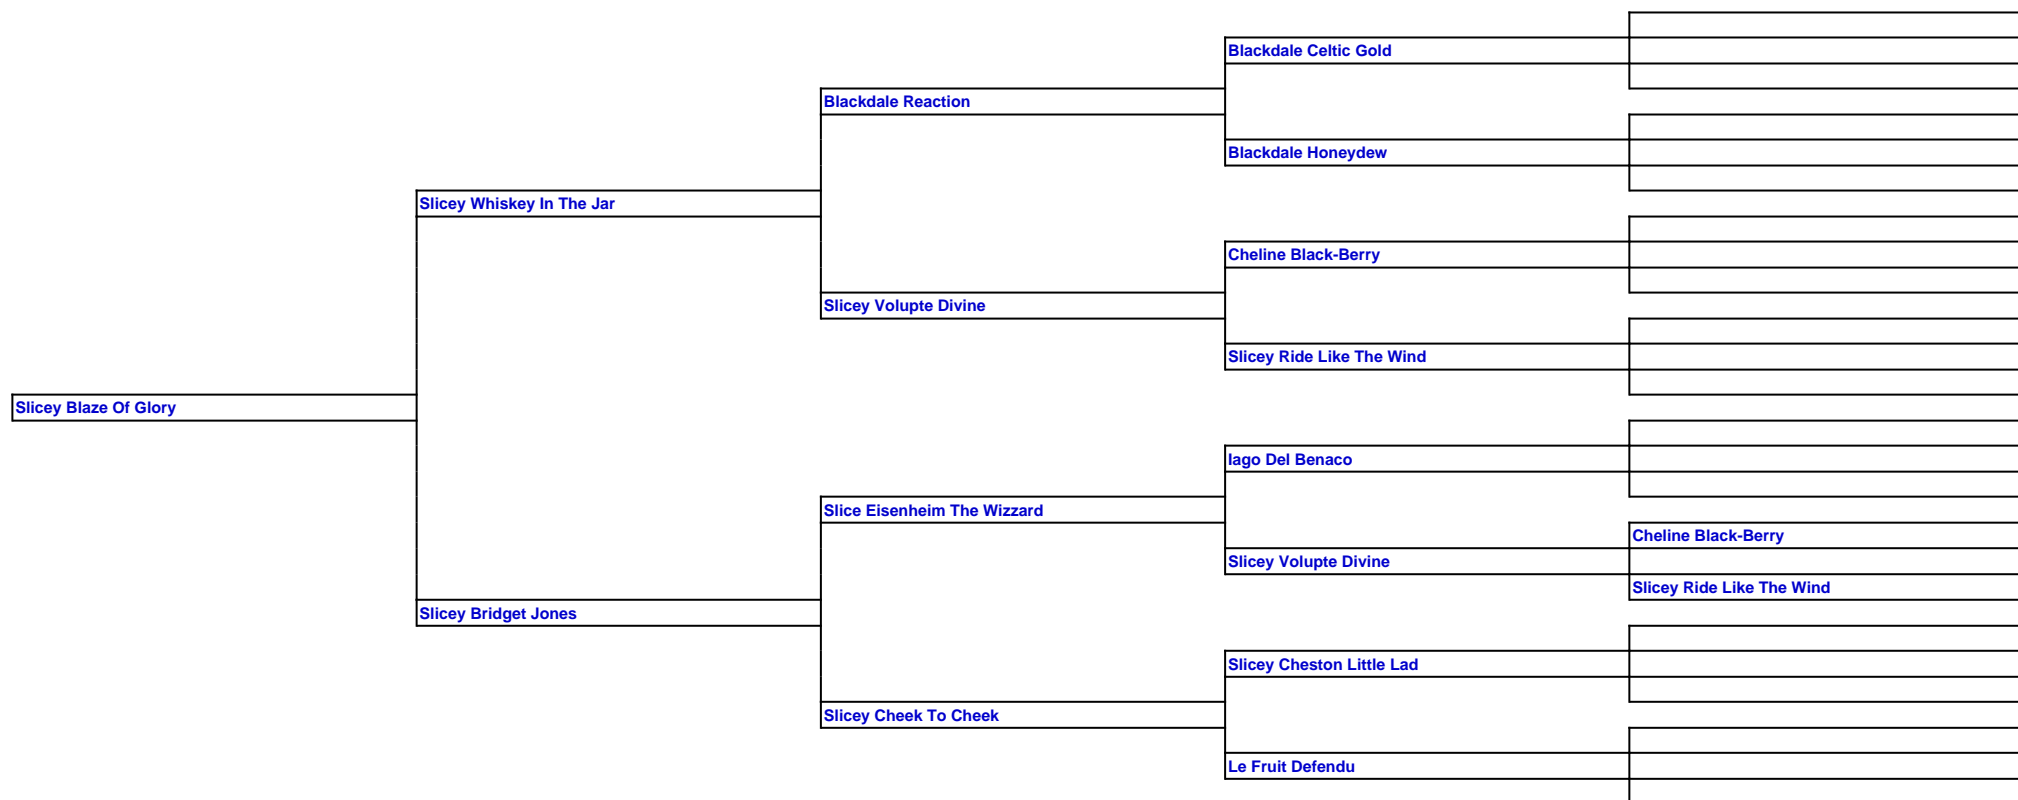 Blackdale Celtic Gold
Blackdale Reaction
Blackdale Honeydew
Slicey Whiskey In The Jar
Cheline Black-Berry
Slicey Volupte Divine
Slicey Ride Like The Wind
Slicey Blaze Of Glory
Iago Del Benaco
Slice Eisenheim The Wizzard
Cheline Black-Berry
Slicey Volupte Divine
Slicey Ride Like The Wind
Slicey Bridget Jones
Slicey Cheston Little Lad
Slicey Cheek To Cheek
Le Fruit Defendu